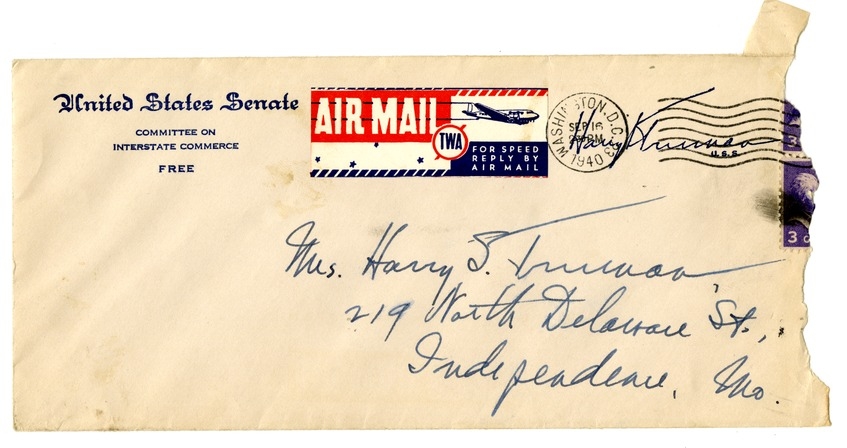 United States Senate
COMMITTEE ON
INTERSTATE COMMERCE
FREE
AIR MAIL
TWA
FOR SPEED
REPLY BY
AIR MAIL
WASHINGTON, D.C.
SEP 16
1940
Harry S Truman
U.S.S.
3
3 c
Mrs. Harry S. Truman
219 North Delaware St.,
Independence, Mo.